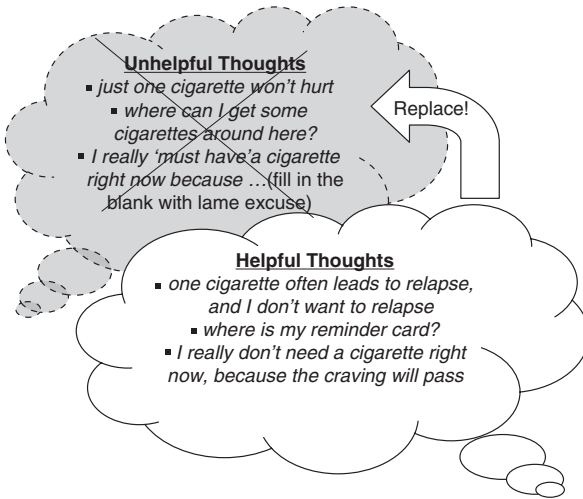 Unhelpful Thoughts
▪ just one cigarette won't hurt
▪ where can I get some
cigarettes around here?
▪ I really 'must have'a cigarette
right now because ...(fill in the
blank with lame excuse)
Replace!
Helpful Thoughts
▪ one cigarette often leads to relapse,
and I don't want to relapse
▪ where is my reminder card?
▪ I really don't need a cigarette right
now, because the craving will pass